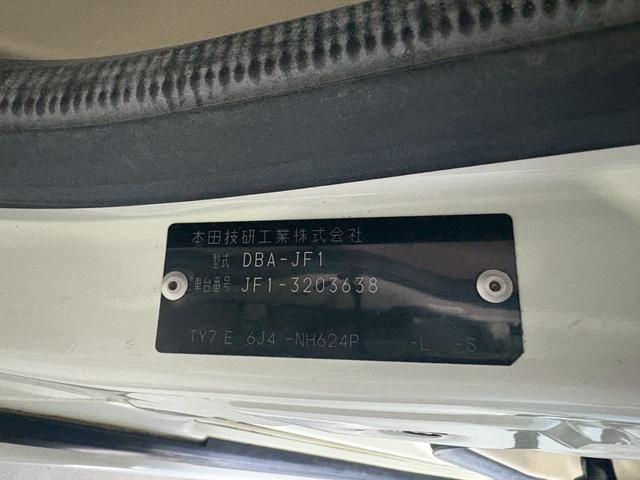 本田技研工業株式会社
型式 DBA-JF1
車台番号 JF1-3203638
TY7 E 6J4 -NH624P -L -S